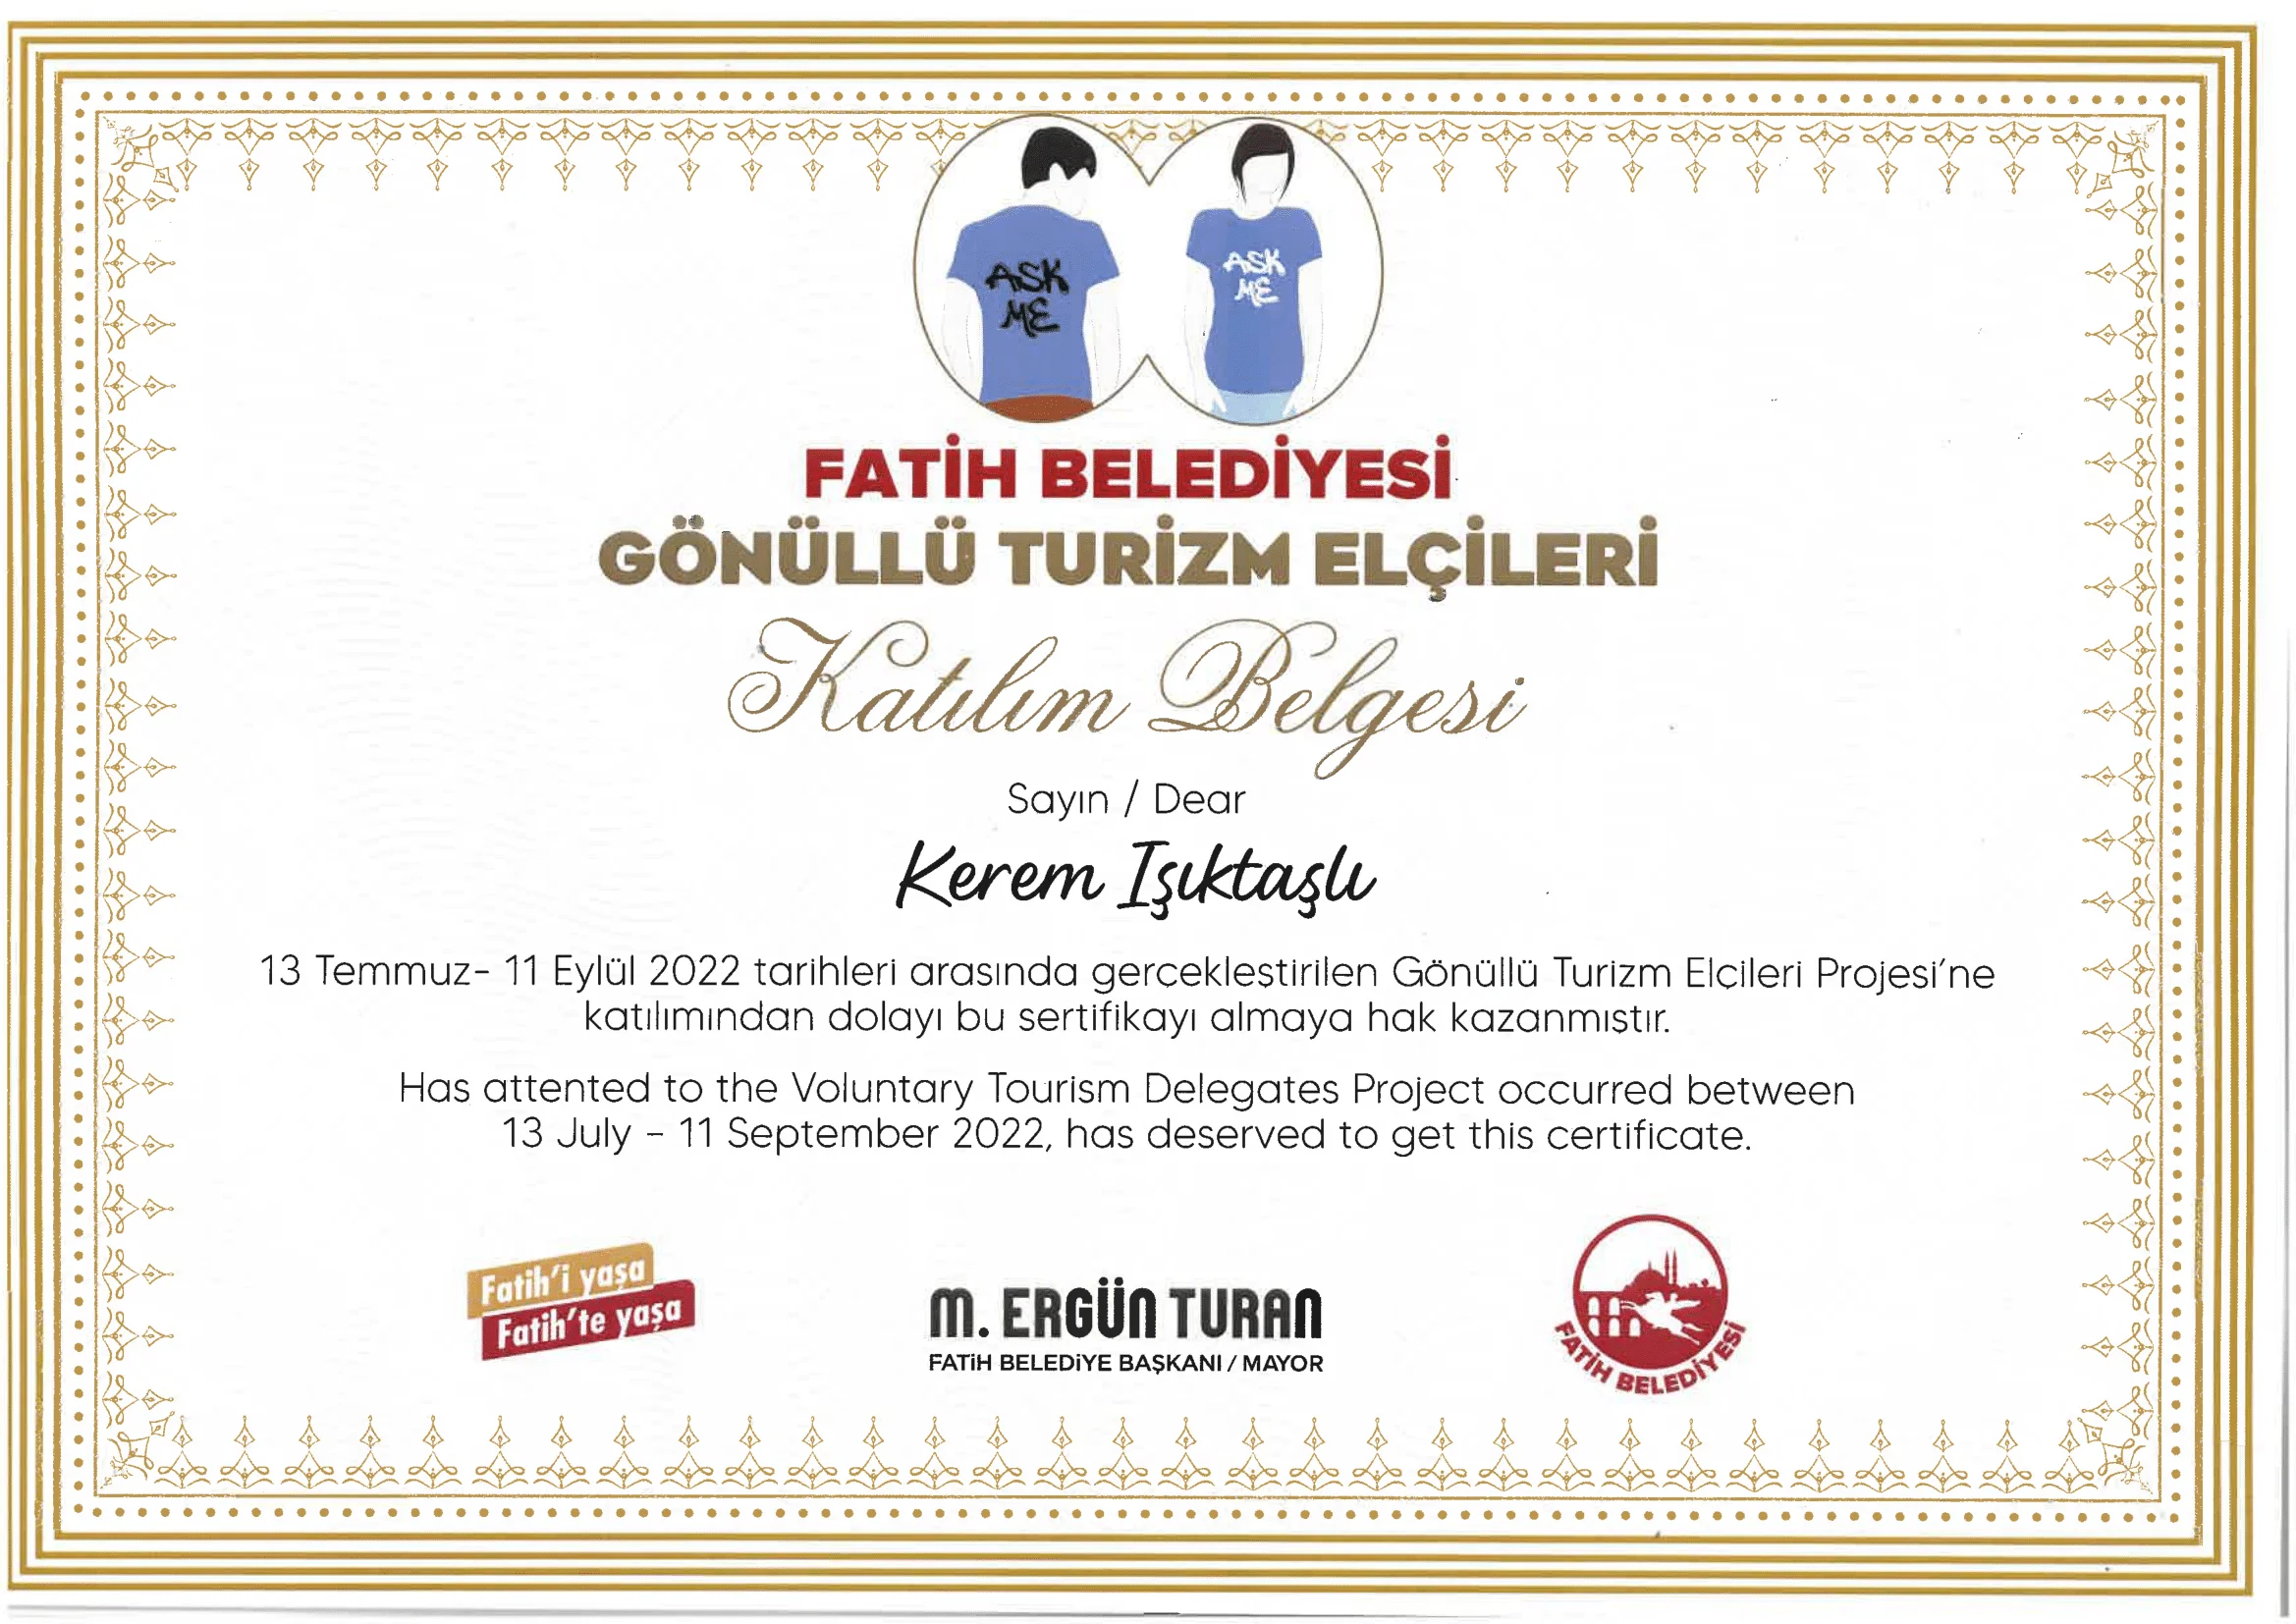 ASK
ME
ASK
ME
FATİH BELEDİYESİ
GÖNÜLLÜ TURİZM ELÇİLERİ
Katılım Belgesi
Sayın / Dear
Kerem Işıktaşlı
13 Temmuz- 11 Eylül 2022 tarihleri arasında gerçekleştirilen Gönüllü Turizm Elçileri Projesi'ne
katılımından dolayı bu sertifikayı almaya hak kazanmıştır.
Has attented to the Voluntary Tourism Delegates Project occurred between
13 July - 11 September 2022, has deserved to get this certificate.
Fatih'i yaşa
Fatih'te yaşa
M. ERGÜN TURAN
FATİH BELEDİYE BAŞKANI / MAYOR
FATİH BELEDİYESİ